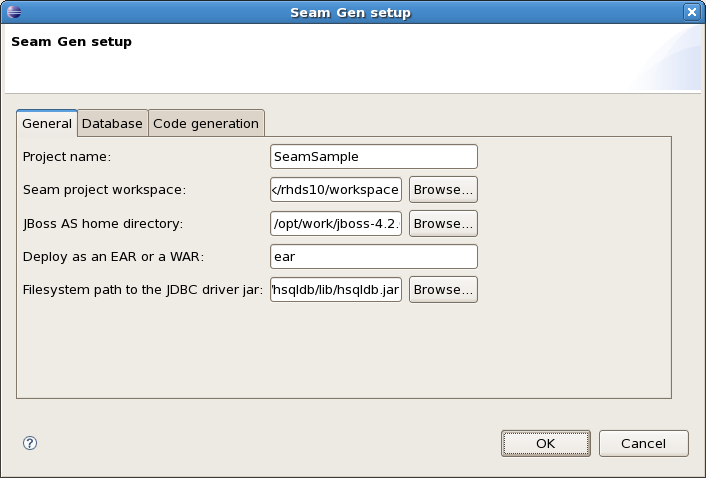 Seam Gen setup
Seam Gen setup
General Database Code generation
Project name: SeamSample
Seam project workspace: </rhds10/workspace Browse...
JBoss AS home directory: /opt/work/jboss-4.2. Browse...
Deploy as an EAR or a WAR: ear
Filesystem path to the JDBC driver jar: /hsqldb/lib/hsqldb.jar Browse...
? OK Cancel